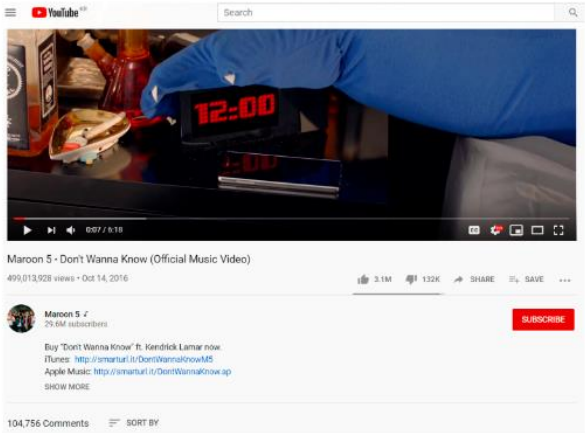 YouTube KR
Search
12:00
0:07 / 6:18
Maroon 5 - Don't Wanna Know (Official Music Video)
499,013,928 views • Oct 14, 2016
3.1M 132K SHARE SAVE
Maroon 5
29.6M subscribers
SUBSCRIBE
Buy "Don't Wanna Know" ft. Kendrick Lamar now.
iTunes: http://smarturl.it/DontWannaKnowM5
Apple Music: http://smarturl.it/DontWannaKnow.ap
SHOW MORE
104,756 Comments SORT BY